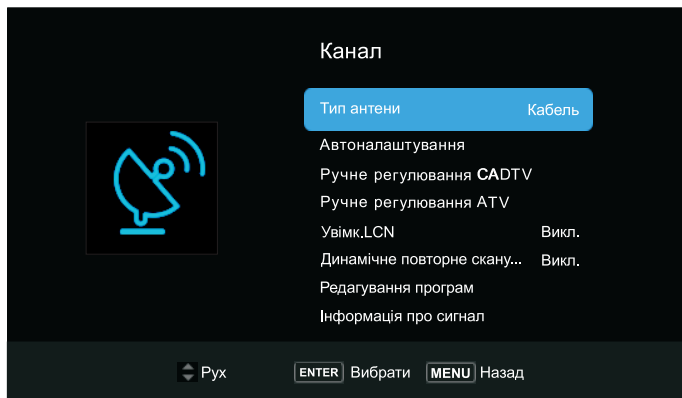 Канал
Тип антени Кабель
Автоналаштування
Ручне регулювання CADTV
Ручне регулювання ATV
Увімк.LCN Викл.
Динамічне повторне скану... Викл.
Редагування програм
Інформація про сигнал
Рух ENTER Вибрати MENU Назад